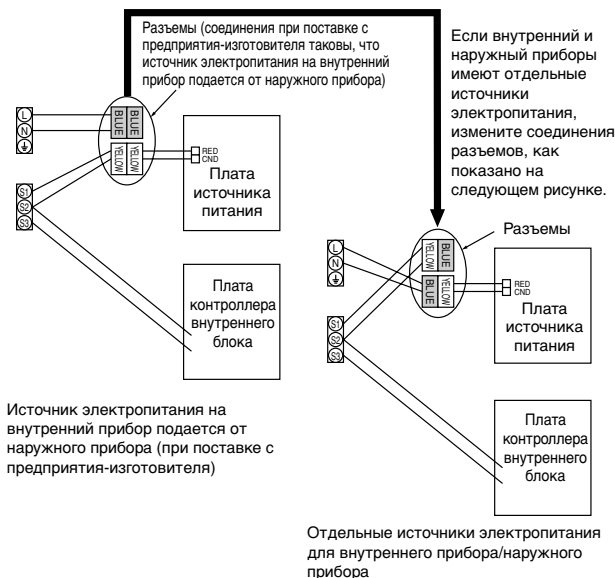 Разъемы (соединения при поставке с
предприятия-изготовителя таковы, что
источник электропитания на внутренний
прибор подается от наружного прибора)
Если внутренний и
наружный приборы
имеют отдельные
источники
электропитания,
измените соединения
разъемов, как
показано на
следующем рисунке.
L
N
BLUE
BLUE
YELLOW
YELLOW
RED
CND
Плата
источника
питания
S1
S2
S3
Плата
контроллера
внутреннего
блока
Источник электропитания на
внутренний прибор подается от
наружного прибора (при поставке с
предприятия-изготовителя)
Разъемы
L
N
YELLOW
BLUE
BLUE
YELLOW
RED
CND
Плата
источника
питания
S1
S2
S3
Плата
контроллера
внутреннего
блока
Отдельные источники электропитания
для внутреннего прибора/наружного
прибора